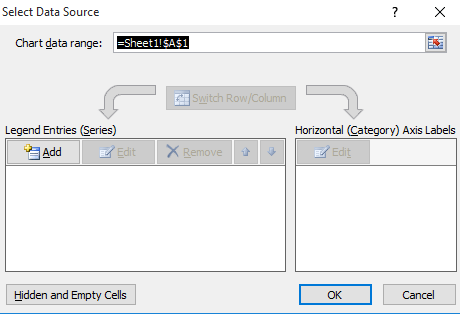 Select Data Source
Chart data range: =Sheet1!$A$1
Switch Row/Column
Legend Entries (Series)
Add Edit Remove
Horizontal (Category) Axis Labels
Edit
Hidden and Empty Cells OK Cancel